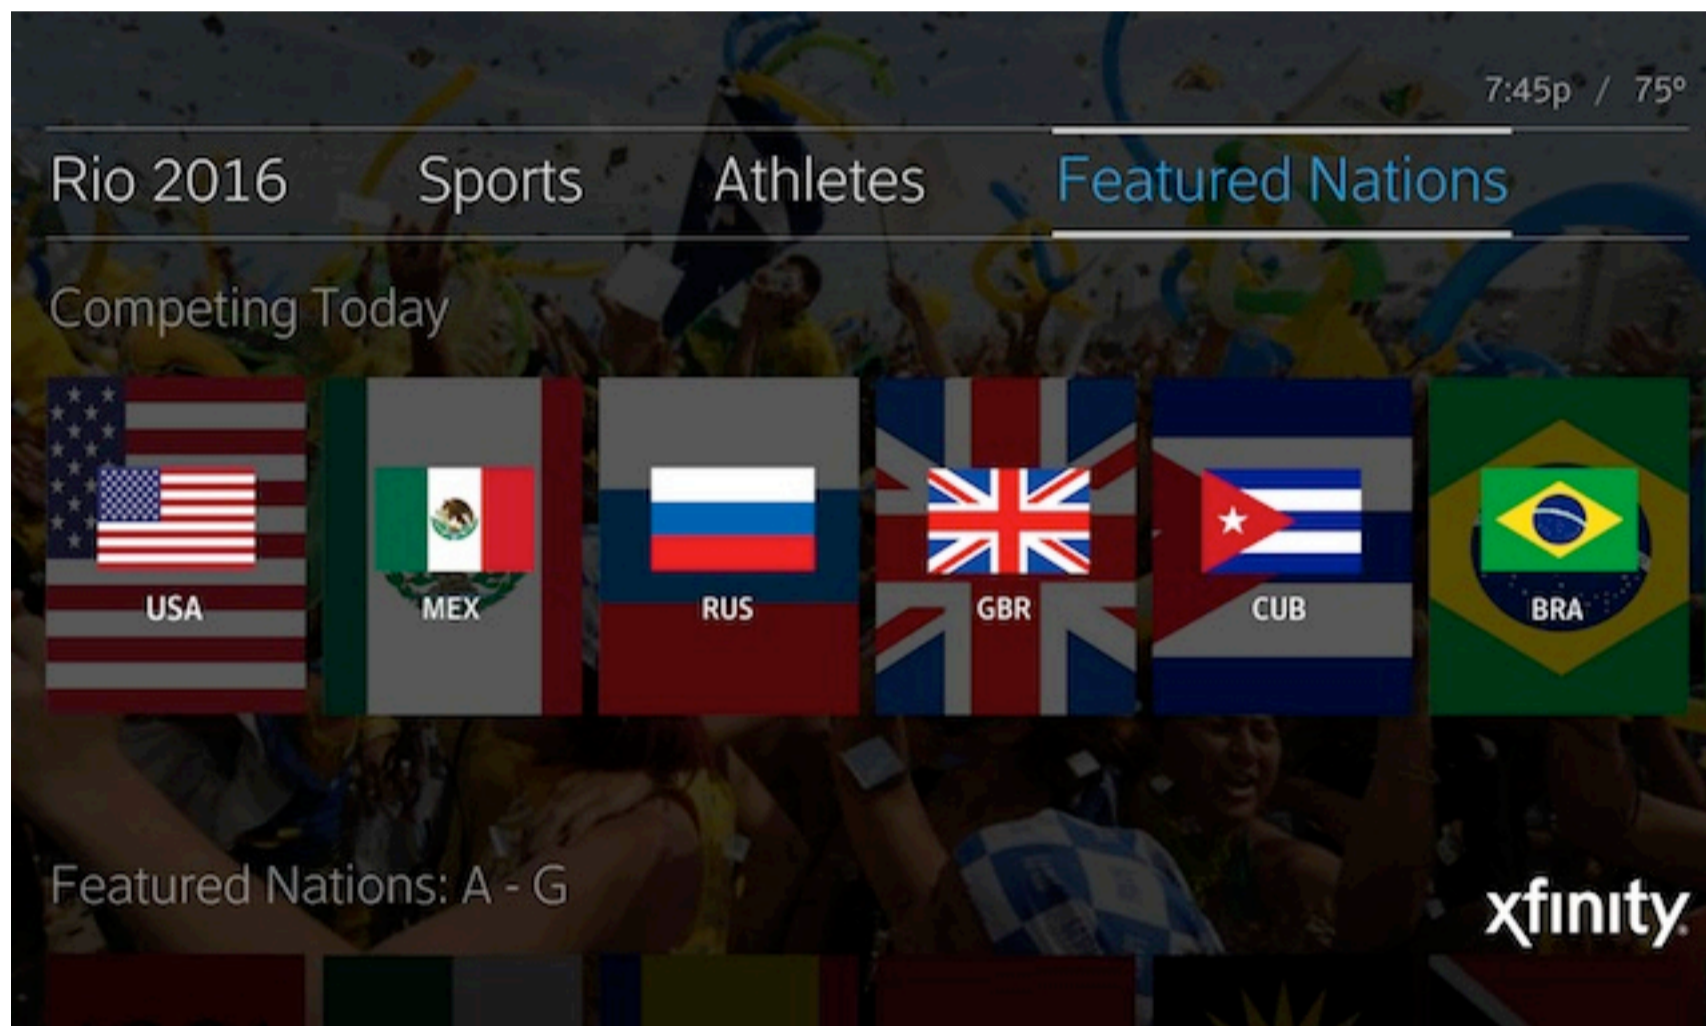 7:45p / 75º
Rio 2016 Sports Athletes Featured Nations
Competing Today
USA MEX RUS GBR CUB BRA
Featured Nations: A - G
xfinity